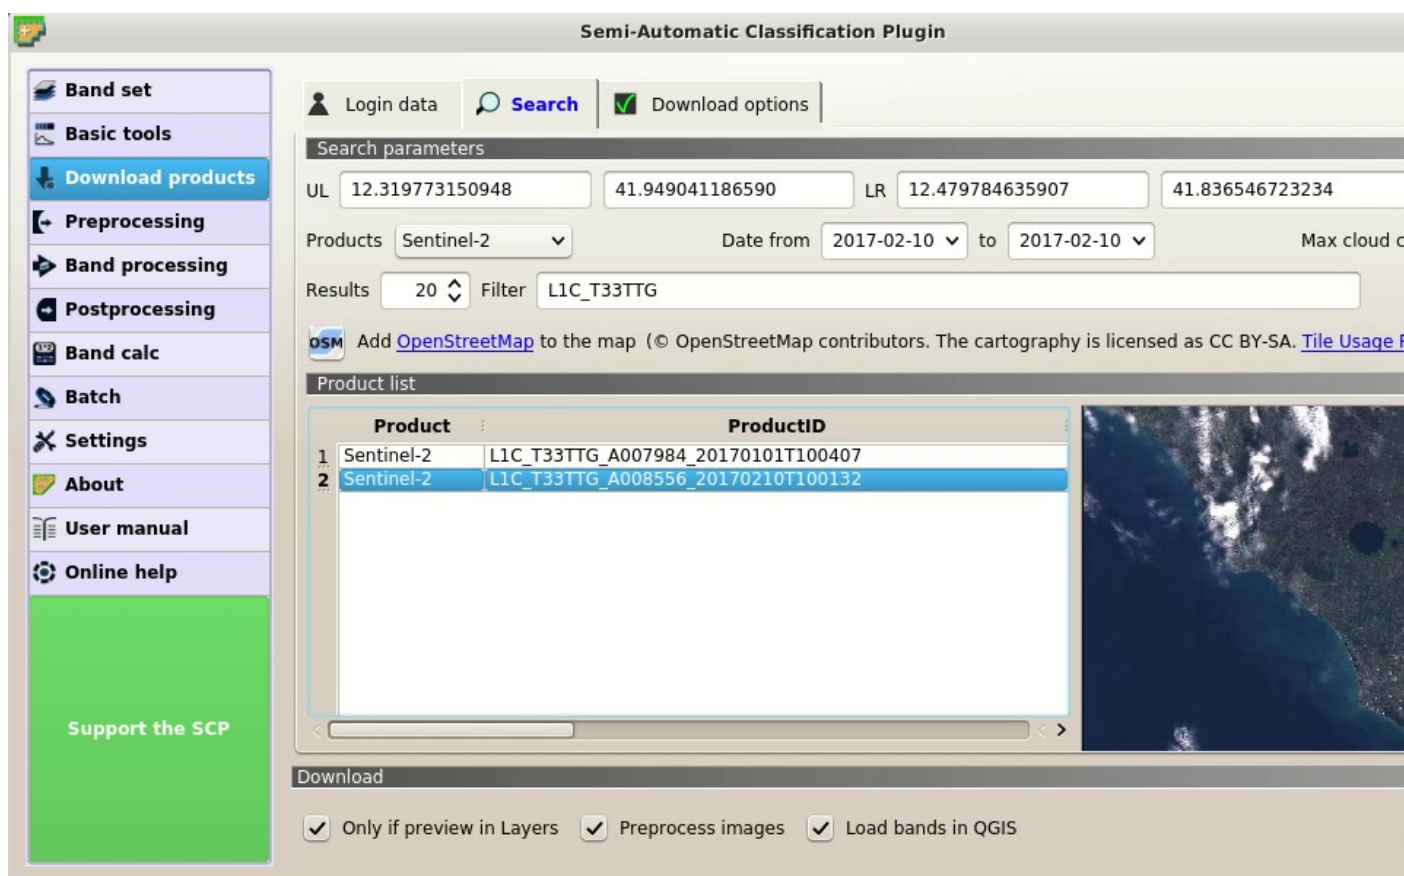 Semi-Automatic Classification Plugin
Band set
Basic tools
Download products
Preprocessing
Band processing
Postprocessing
Band calc
Batch
Settings
About
User manual
Online help
Support the SCP
Login data Search Download options
Search parameters
UL 12.319773150948 41.949041186590 LR 12.479784635907 41.836546723234
Products Sentinel-2 Date from 2017-02-10 to 2017-02-10 Max cloud c
Results 20 Filter L1C_T33TTG
OSM Add OpenStreetMap to the map (© OpenStreetMap contributors. The cartography is licensed as CC BY-SA. Tile Usage P
Product list
Product ProductID
1 Sentinel-2 L1C_T33TTG_A007984_20170101T100407
2 Sentinel-2 L1C_T33TTG_A008556_20170210T100132
Download
Only if preview in Layers Preprocess images Load bands in QGIS